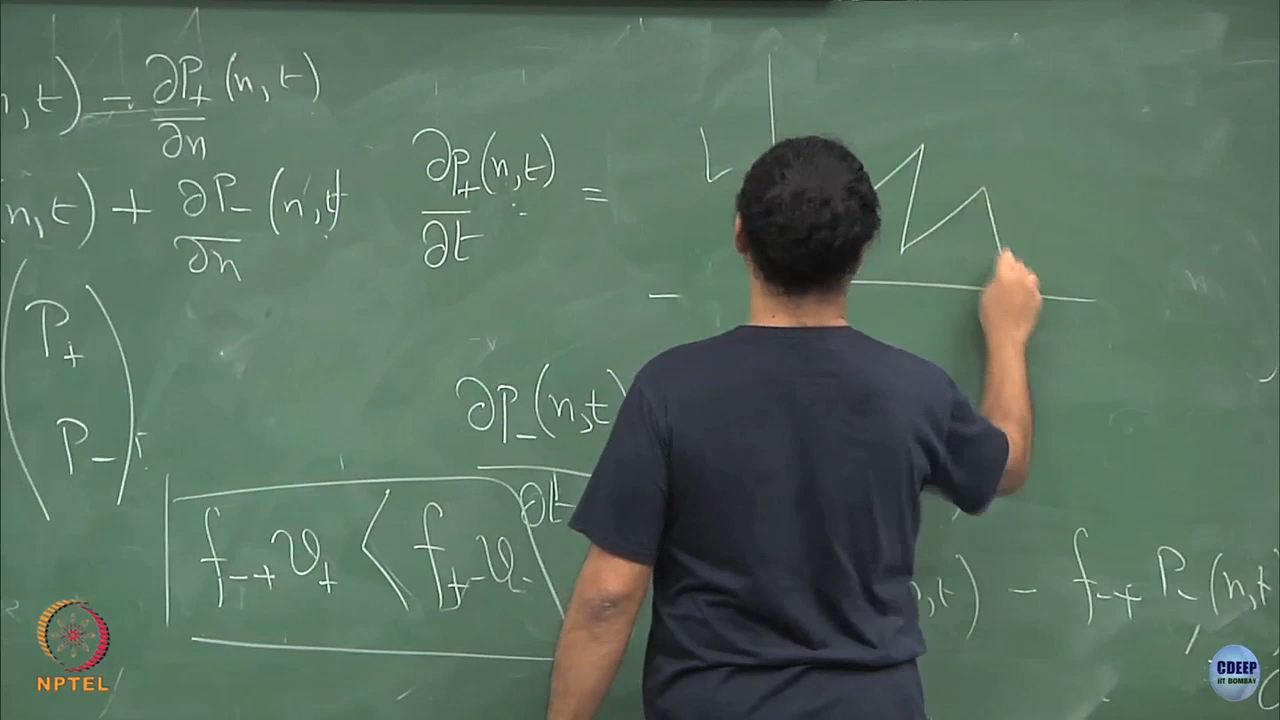 n, t) − ∂P₊(n,t)/∂n
n, t) + ∂P₋(n,t)/∂n
∂P₊(n,t)/∂t =
L
(P₊
P₋)
∂P₋(n,t)/∂t
f₋₊ v₊ < f₊₋ v₋
n,t) − f₋₊ P₋(n,t
NPTEL
CDEEP
IIT BOMBAY